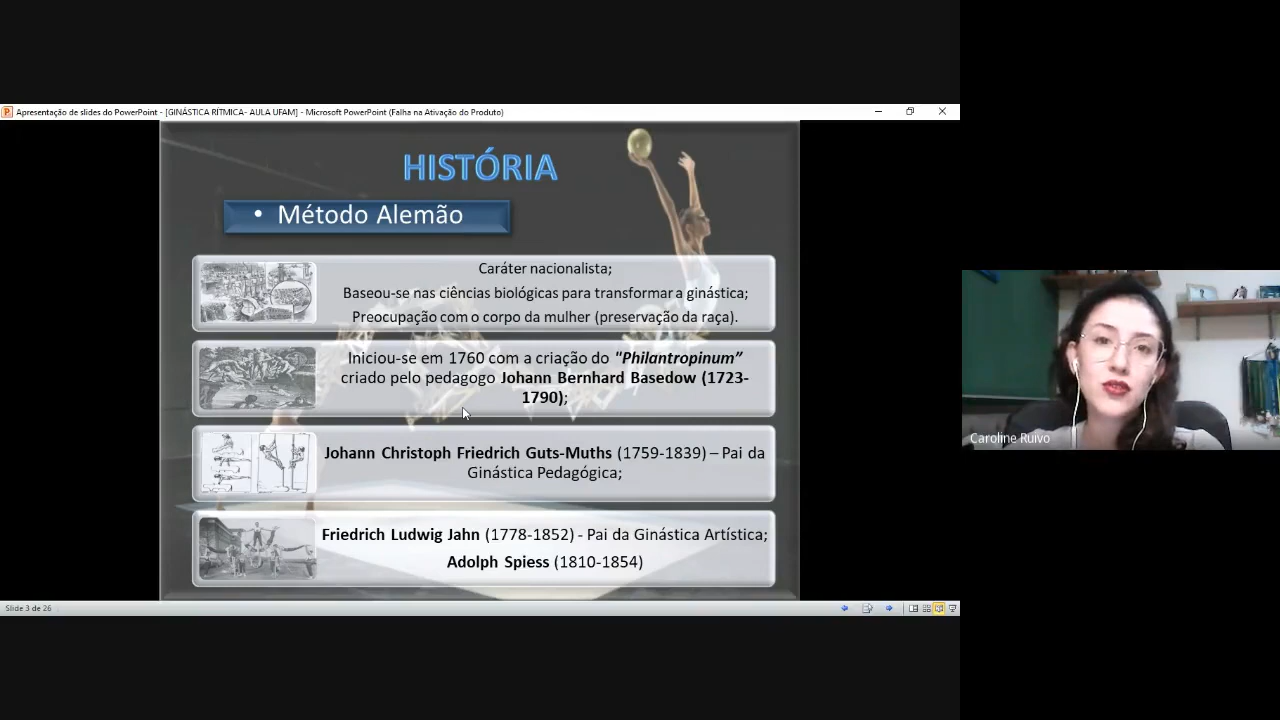 Apresentação de slides do PowerPoint - [GINÁSTICA RÍTMICA- AULA UFAM] - Microsoft PowerPoint (Falha na Ativação do Produto)
HISTÓRIA
• Método Alemão
Caráter nacionalista;
Baseou-se nas ciências biológicas para transformar a ginástica;
Preocupação com o corpo da mulher (preservação da raça).
Iniciou-se em 1760 com a criação do "Philantropinum”
criado pelo pedagogo Johann Bernhard Basedow (1723-
1790);
Johann Christoph Friedrich Guts-Muths (1759-1839) – Pai da
Ginástica Pedagógica;
Friedrich Ludwig Jahn (1778-1852) - Pai da Ginástica Artística;
Adolph Spiess (1810-1854)
Slide 3 de 26
Caroline Ruivo